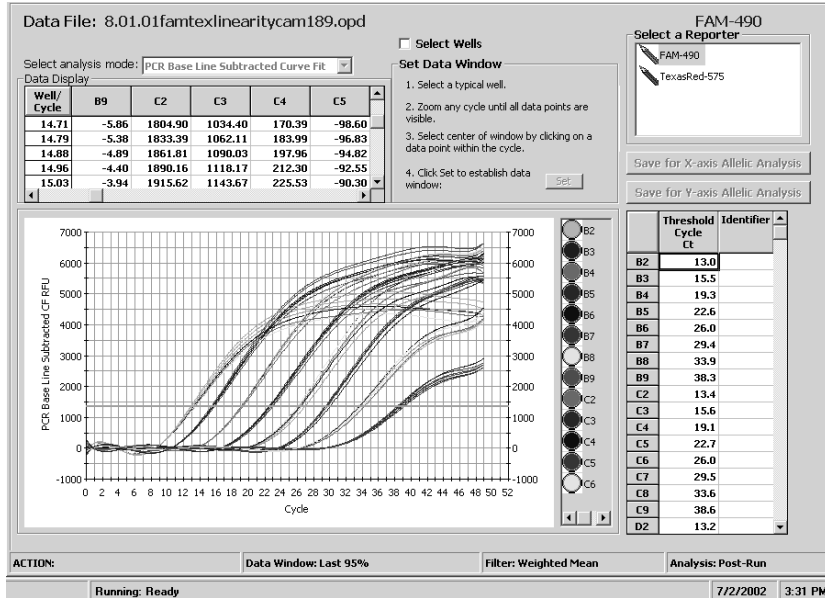 Data File: 8.01.01famtexlinearitycam189.opd
FAM-490
Select analysis mode: PCR Base Line Subtracted Curve Fit
Select Wells
Select a Reporter
FAM-490
TexasRed-575
Data Display
Well/ Cycle B9 C2 C3 C4 C5
14.71 -5.86 1804.90 1034.40 170.39 -98.60
14.79 -5.38 1833.39 1062.11 183.99 -96.83
14.88 -4.89 1861.81 1090.03 197.96 -94.82
14.96 -4.40 1890.16 1118.17 212.30 -92.55
15.03 -3.94 1915.62 1143.67 225.53 -90.30
Set Data Window
1. Select a typical well.
2. Zoom any cycle until all data points are
visible.
3. Select center of window by clicking on a
data point within the cycle.
4. Click Set to establish data
window:
Set
Save for X-axis Allelic Analysis
Save for Y-axis Allelic Analysis
PCR Base Line Subtracted CF RFU
7000 7000
6000 6000
5000 5000
4000 4000
3000 3000
2000 2000
1000 1000
0 0
-1000 -1000
0 2 4 6 8 10 12 14 16 18 20 22 24 26 28 30 32 34 36 38 40 42 44 46 48 50 52
Cycle
B2
B3
B4
B5
B6
B7
B8
B9
C2
C3
C4
C5
C6
Threshold Cycle Ct Identifier
B2 13.0
B3 15.5
B4 19.3
B5 22.6
B6 26.0
B7 29.4
B8 33.9
B9 38.3
C2 13.4
C3 15.6
C4 19.1
C5 22.7
C6 26.0
C7 29.5
C8 33.6
C9 38.6
D2 13.2
ACTION: Data Window: Last 95% Filter: Weighted Mean Analysis: Post-Run
Running: Ready 7/2/2002 3:31 PM